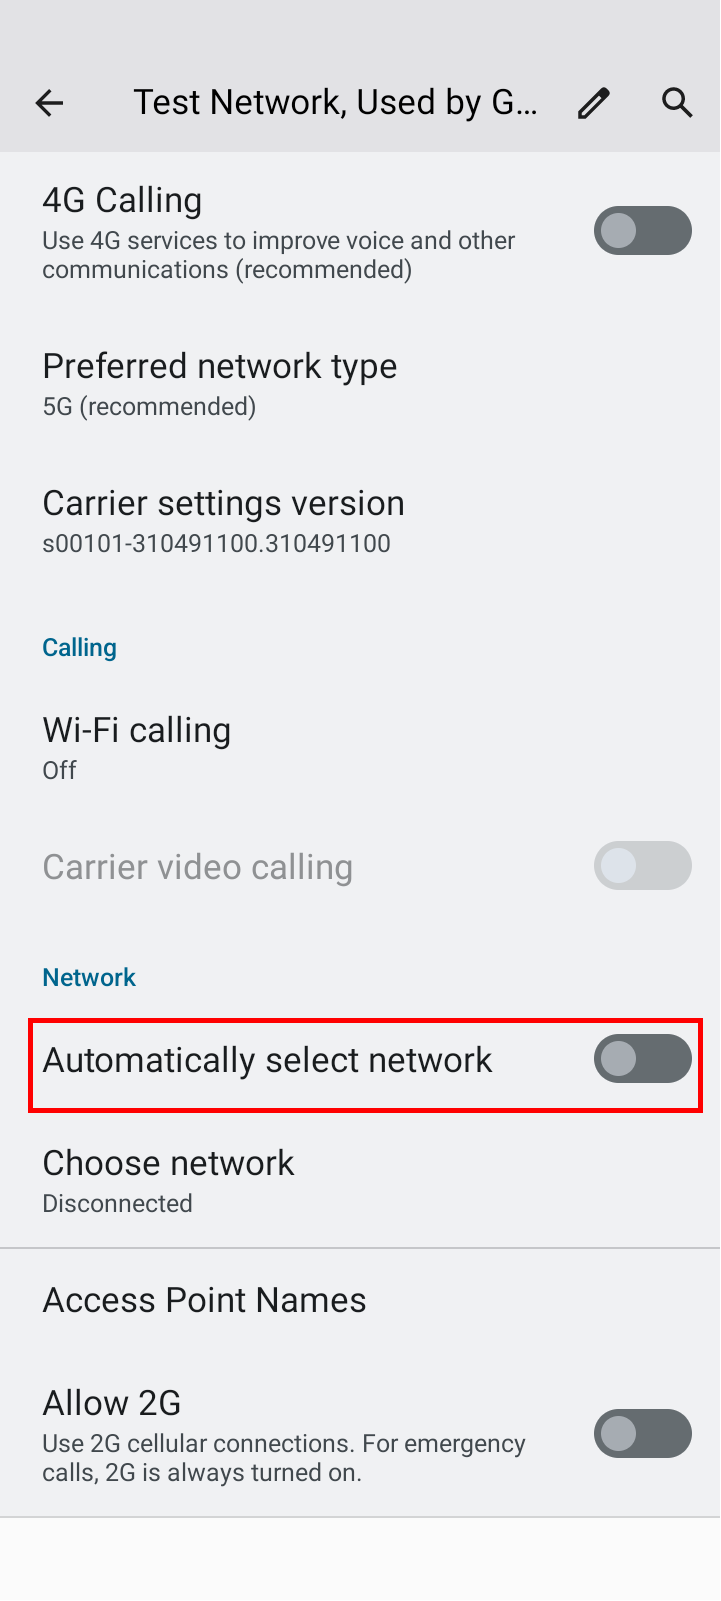 Test Network, Used by G...
4G Calling
Use 4G services to improve voice and other
communications (recommended)
Preferred network type
5G (recommended)
Carrier settings version
s00101-310491100.310491100
Calling
Wi-Fi calling
Off
Carrier video calling
Network
Automatically select network
Choose network
Disconnected
Access Point Names
Allow 2G
Use 2G cellular connections. For emergency
calls, 2G is always turned on.